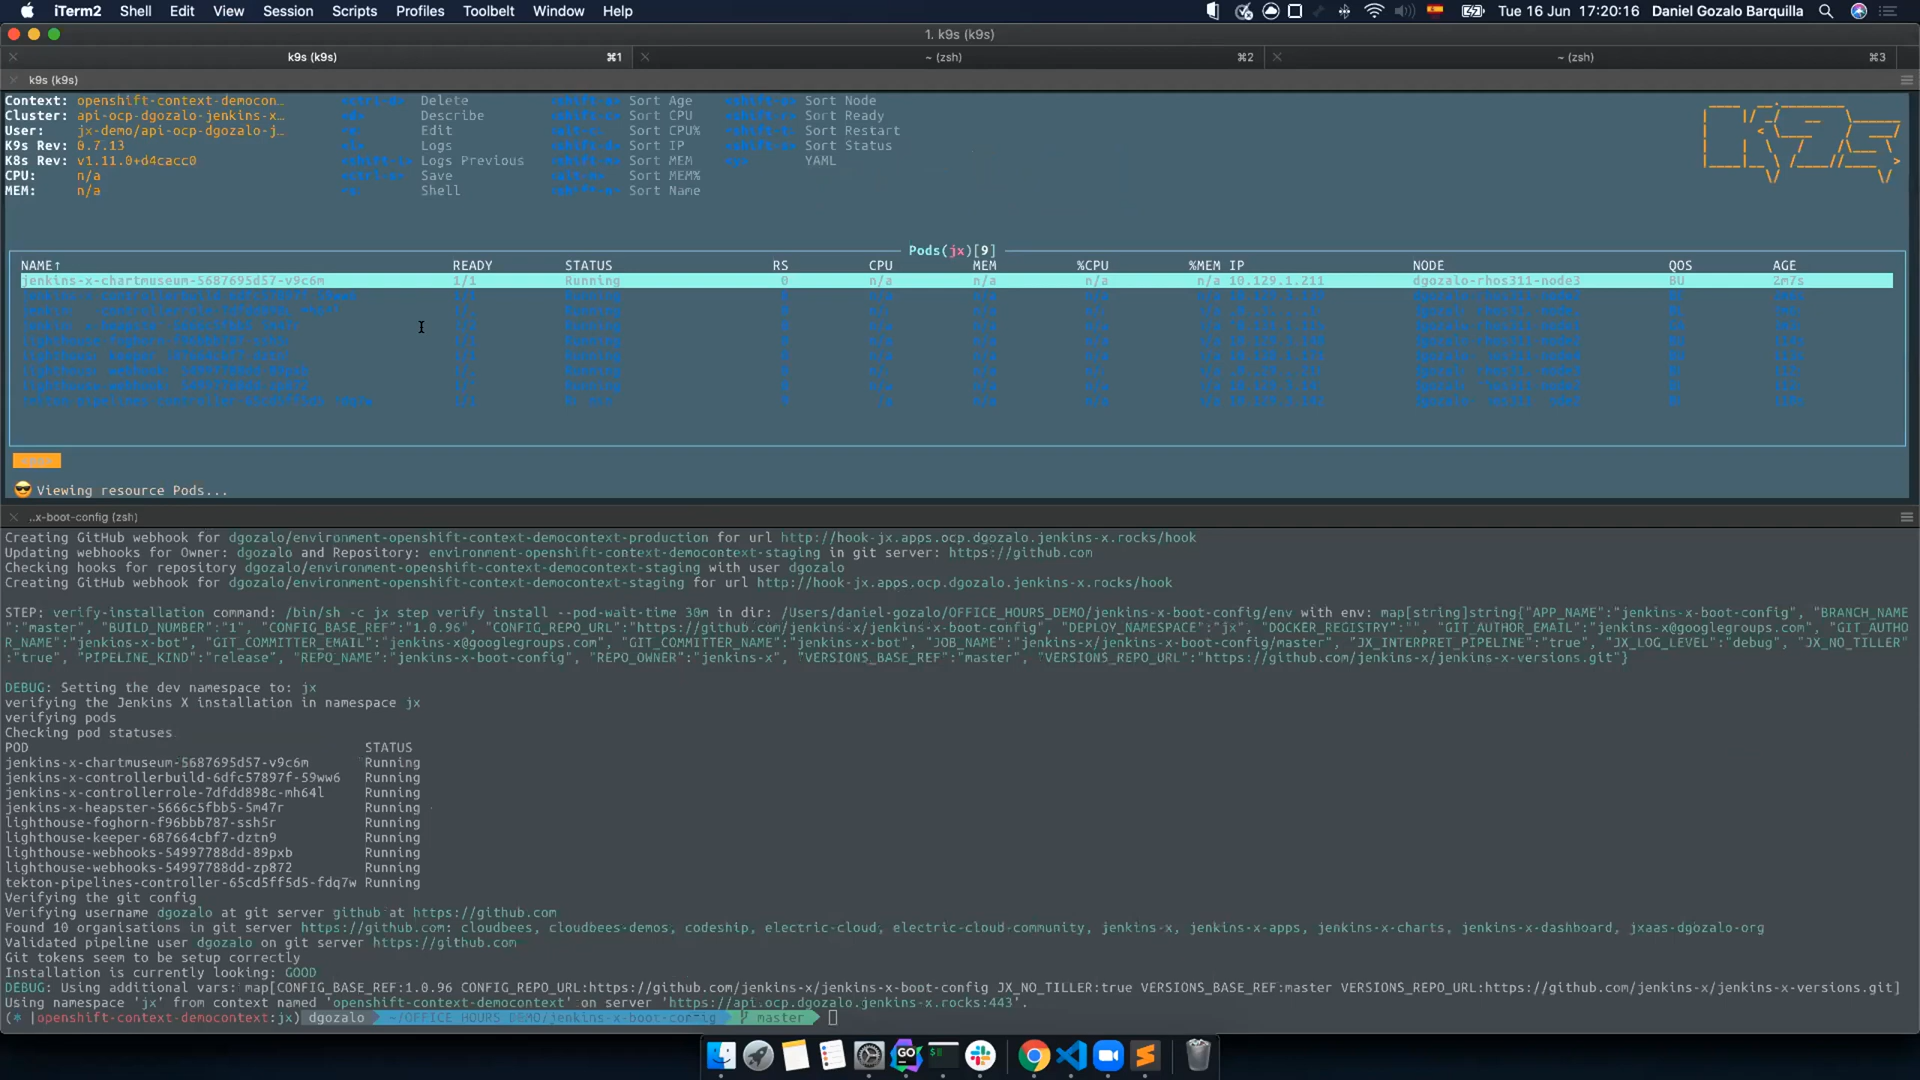 iTerm2 Shell Edit View Session Scripts Profiles Toolbelt Window Help Tue 16 Jun 17:20:16 Daniel Gozalo Barquilla
1. k9s (k9s)
k9s (k9s) ⌘1 ~ (zsh) ⌘2 ~ (zsh) ⌘3
k9s (k9s)
Context: openshift-context-democon… Delete Sort Age Sort Node
Cluster: api-ocp-dgozalo-jenkins-x… Describe Sort CPU Sort Ready
User: jx-demo/api-ocp-dgozalo-j… Edit Sort CPU% Sort Restart
K9s Rev: 0.7.13 Logs Sort IP Sort Status
K8s Rev: v1.11.0+d4cacc0 Logs Previous Sort MEM YAML
CPU: n/a Save Sort MEM%
MEM: n/a Shell Sort Name
Pods(jx)[9]
NAME↑ READY STATUS RS CPU MEM %CPU %MEM IP NODE QOS AGE
jenkins-x-chartmuseum-5687695d57-v9c6m 1/1 Running 0 n/a n/a n/a n/a 10.129.1.211 dgozalo-rhos311-node3 BU 2m7s
😎 Viewing resource Pods...
..x-boot-config (zsh)
Creating GitHub webhook for dgozalo/environment-openshift-context-democontext-production for url http://hook-jx.apps.ocp.dgozalo.jenkins-x.rocks/hook
Updating webhooks for Owner: dgozalo and Repository: environment-openshift-context-democontext-staging in git server: https://github.com
Checking hooks for repository dgozalo/environment-openshift-context-democontext-staging with user dgozalo
Creating GitHub webhook for dgozalo/environment-openshift-context-democontext-staging for url http://hook-jx.apps.ocp.dgozalo.jenkins-x.rocks/hook
STEP: verify-installation command: /bin/sh -c jx step verify install --pod-wait-time 30m in dir: /Users/daniel-gozalo/OFFICE_HOURS_DEMO/jenkins-x-boot-config/env with env: map[string]string{"APP_NAME":"jenkins-x-boot-config", "BRANCH_NAME
":"master", "BUILD_NUMBER":"1", "CONFIG_BASE_REF":"1.0.96", "CONFIG_REPO_URL":"https://github.com/jenkins-x/jenkins-x-boot-config", "DEPLOY_NAMESPACE":"jx", "DOCKER_REGISTRY":"", "GIT_AUTHOR_EMAIL":"jenkins-x@googlegroups.com", "GIT_AUTHO
R_NAME":"jenkins-x-bot", "GIT_COMMITTER_EMAIL":"jenkins-x@googlegroups.com", "GIT_COMMITTER_NAME":"jenkins-x-bot", "JOB_NAME":"jenkins-x/jenkins-x-boot-config/master", "JX_INTERPRET_PIPELINE":"true", "JX_LOG_LEVEL":"debug", "JX_NO_TILLER"
:"true", "PIPELINE_KIND":"release", "REPO_NAME":"jenkins-x-boot-config", "REPO_OWNER":"jenkins-x", "VERSIONS_BASE_REF":"master", "VERSIONS_REPO_URL":"https://github.com/jenkins-x/jenkins-x-versions.git"}
DEBUG: Setting the dev namespace to: jx
verifying the Jenkins X installation in namespace jx
verifying pods
Checking pod statuses
POD STATUS
jenkins-x-chartmuseum-5687695d57-v9c6m Running
jenkins-x-controllerbuild-6dfc57897f-59ww6 Running
jenkins-x-controllerrole-7dfdd898c-mh64l Running
jenkins-x-heapster-5666c5fbb5-5m47r Running
lighthouse-foghorn-f96bbb787-ssh5r Running
lighthouse-keeper-687664cbf7-dztn9 Running
lighthouse-webhooks-54997788dd-89pxb Running
lighthouse-webhooks-54997788dd-zp872 Running
tekton-pipelines-controller-65cd5ff5d5-fdq7w Running
Verifying the git config
Verifying username dgozalo at git server github at https://github.com
Found 10 organisations in git server https://github.com: cloudbees, cloudbees-demos, codeship, electric-cloud, electric-cloud-community, jenkins-x, jenkins-x-apps, jenkins-x-charts, jenkins-x-dashboard, jxaas-dgozalo-org
Validated pipeline user dgozalo on git server https://github.com
Git tokens seem to be setup correctly
Installation is currently looking: GOOD
DEBUG: Using additional vars: map[CONFIG_BASE_REF:1.0.96 CONFIG_REPO_URL:https://github.com/jenkins-x/jenkins-x-boot-config JX_NO_TILLER:true VERSIONS_BASE_REF:master VERSIONS_REPO_URL:https://github.com/jenkins-x/jenkins-x-versions.git]
Using namespace 'jx' from context named 'openshift-context-democontext' on server 'https://api.ocp.dgozalo.jenkins-x.rocks:443'.
(* |openshift-context-democontext:jx) dgozalo ~/OFFICE_HOURS_DEMO/jenkins-x-boot-config master